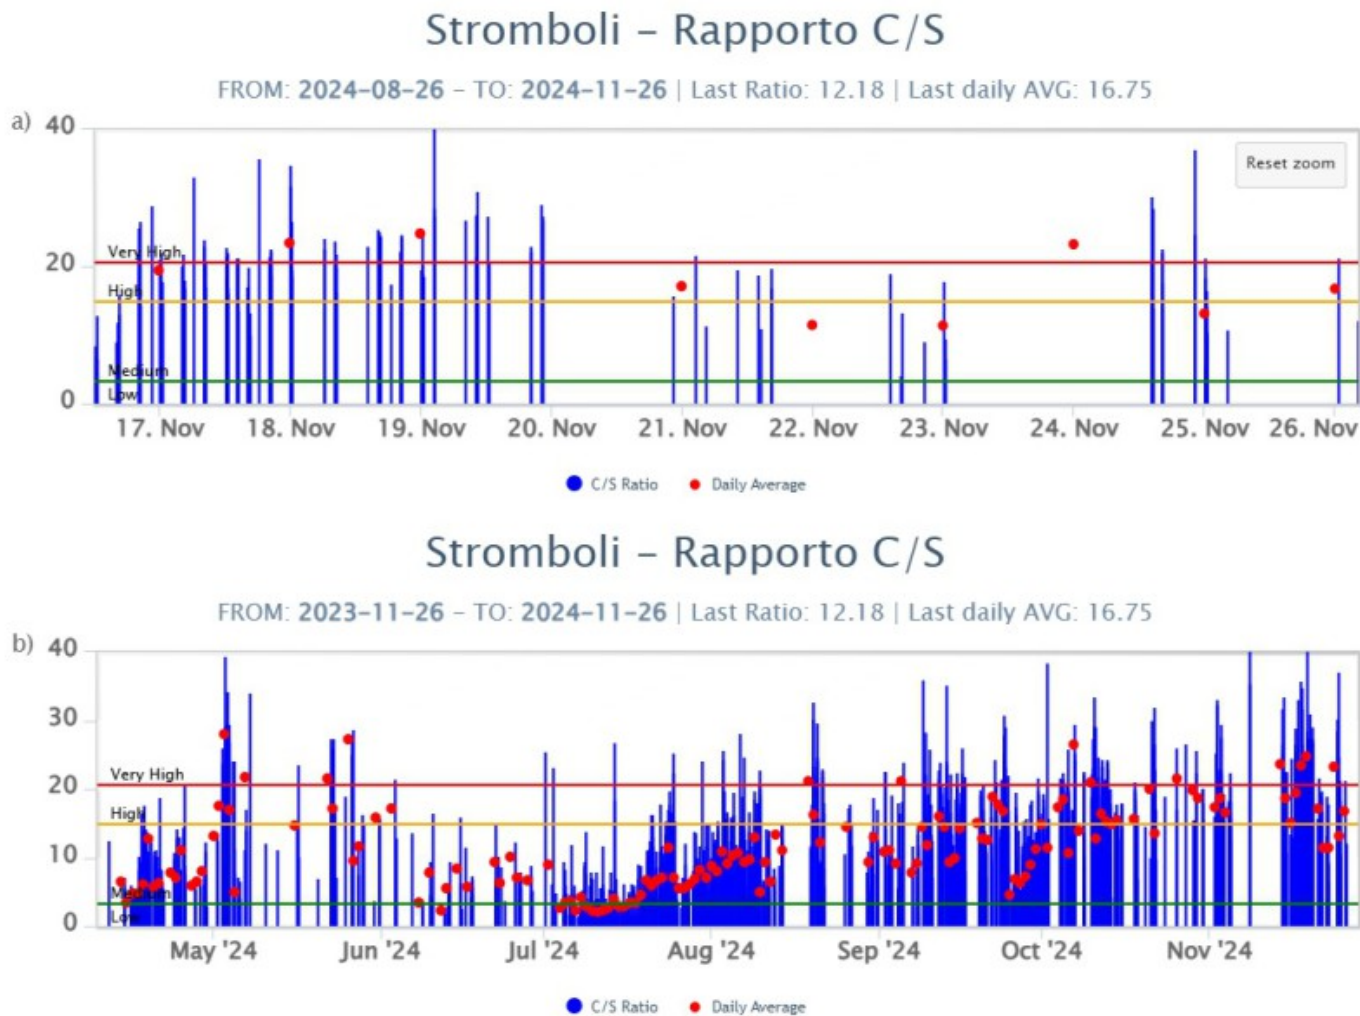 Stromboli – Rapporto C/S
FROM: 2024-08-26 – TO: 2024-11-26 | Last Ratio: 12.18 | Last daily AVG: 16.75
a)
40
Reset zoom
Very High
20
High
Medium
Low
0
17. Nov 18. Nov 19. Nov 20. Nov 21. Nov 22. Nov 23. Nov 24. Nov 25. Nov 26. Nov
C/S Ratio Daily Average
Stromboli – Rapporto C/S
FROM: 2023-11-26 – TO: 2024-11-26 | Last Ratio: 12.18 | Last daily AVG: 16.75
b)
40
30
Very High
20
High
10
Medium
Low
0
May '24 Jun '24 Jul '24 Aug '24 Sep '24 Oct '24 Nov '24
C/S Ratio Daily Average